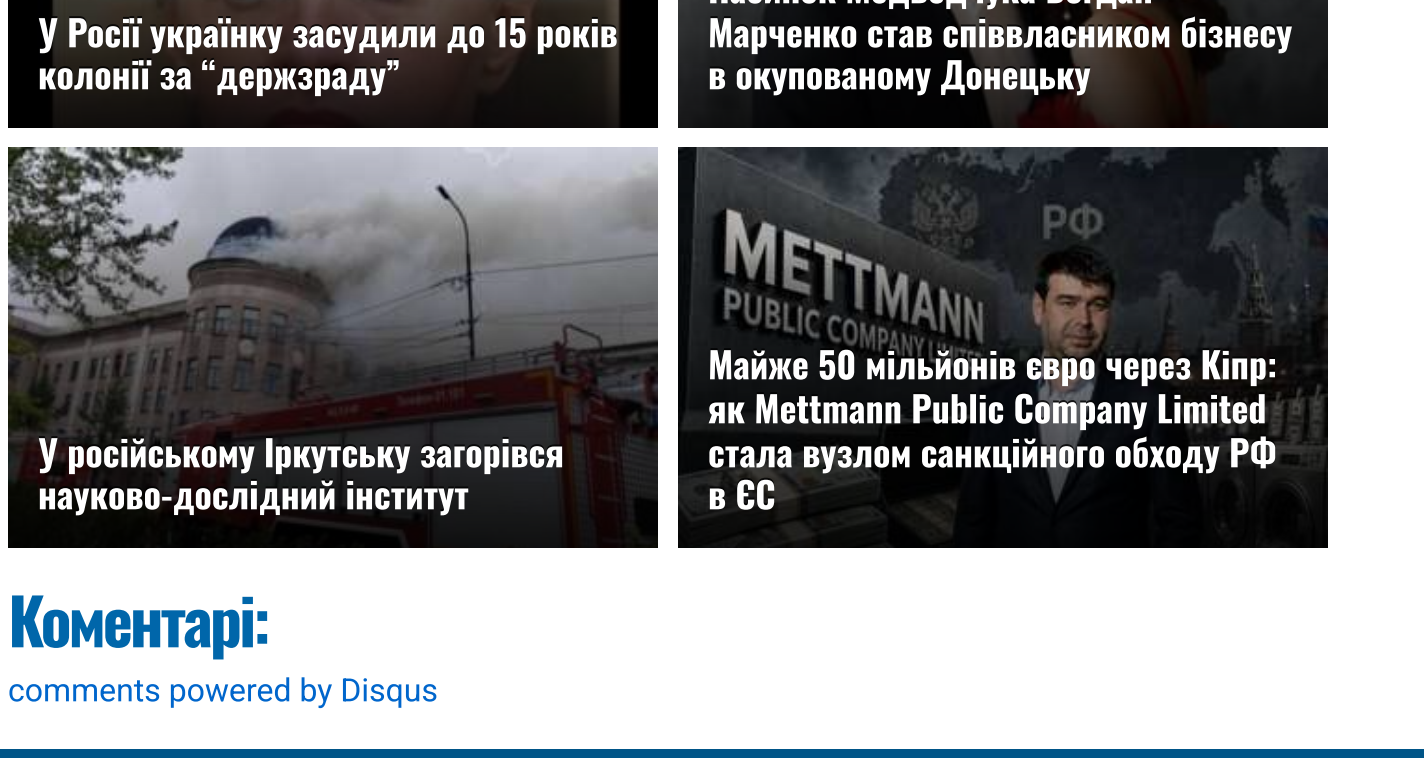 У Росії українку засудили до 15 років
колонії за “держзраду”
Марченко став співвласником бізнесу
в окупованому Донецьку
У російському Іркутську загорівся
науково-дослідний інститут
РФ
METTMANN
PUBLIC COMPANY LIMITED
Майже 50 мільйонів євро через Кіпр:
як Mettmann Public Company Limited
стала вузлом санкційного обходу РФ
в ЄС
Коментарі:
comments powered by Disqus